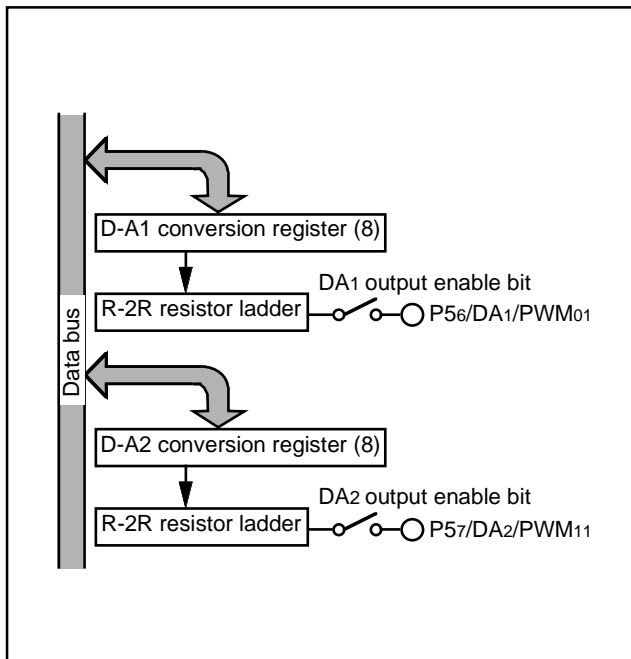 D-A1 conversion register (8)
DA1 output enable bit
R-2R resistor ladder
P56/DA1/PWM01
Data bus
D-A2 conversion register (8)
DA2 output enable bit
R-2R resistor ladder
P57/DA2/PWM11